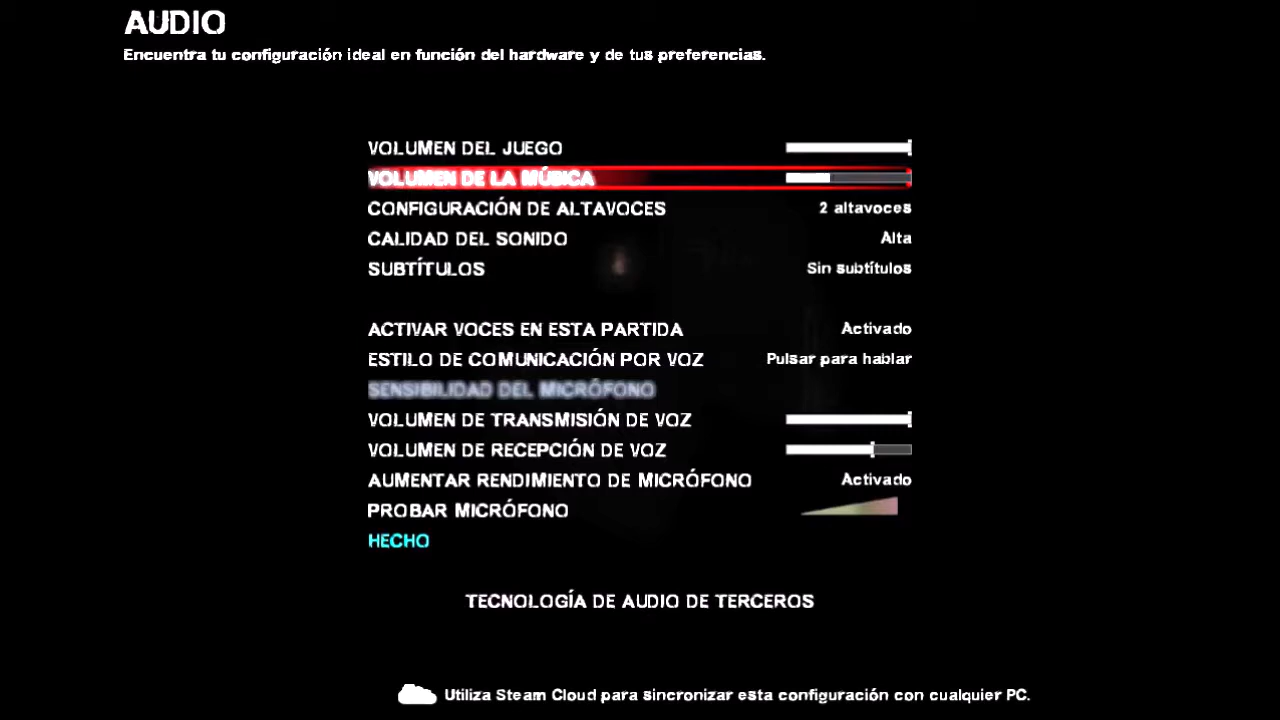 AUDIO
Encuentra tu configuración ideal en función del hardware y de tus preferencias.
VOLUMEN DEL JUEGO
VOLUMEN DE LA MÚSICA
CONFIGURACIÓN DE ALTAVOCES 2 altavoces
CALIDAD DEL SONIDO Alta
SUBTÍTULOS Sin subtítulos
ACTIVAR VOCES EN ESTA PARTIDA Activado
ESTILO DE COMUNICACIÓN POR VOZ Pulsar para hablar
SENSIBILIDAD DEL MICRÓFONO
VOLUMEN DE TRANSMISIÓN DE VOZ
VOLUMEN DE RECEPCIÓN DE VOZ
AUMENTAR RENDIMIENTO DE MICRÓFONO Activado
PROBAR MICRÓFONO
HECHO
TECNOLOGÍA DE AUDIO DE TERCEROS
Utiliza Steam Cloud para sincronizar esta configuración con cualquier PC.